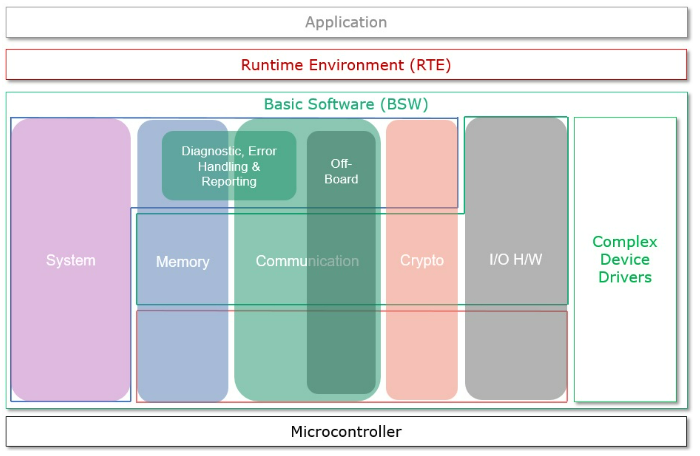 Application
Runtime Environment (RTE)
Basic Software (BSW)
Diagnostic, Error
Handling &
Reporting
Off-
Board
System
Memory
Communication
Crypto
I/O H/W
Complex
Device
Drivers
Microcontroller